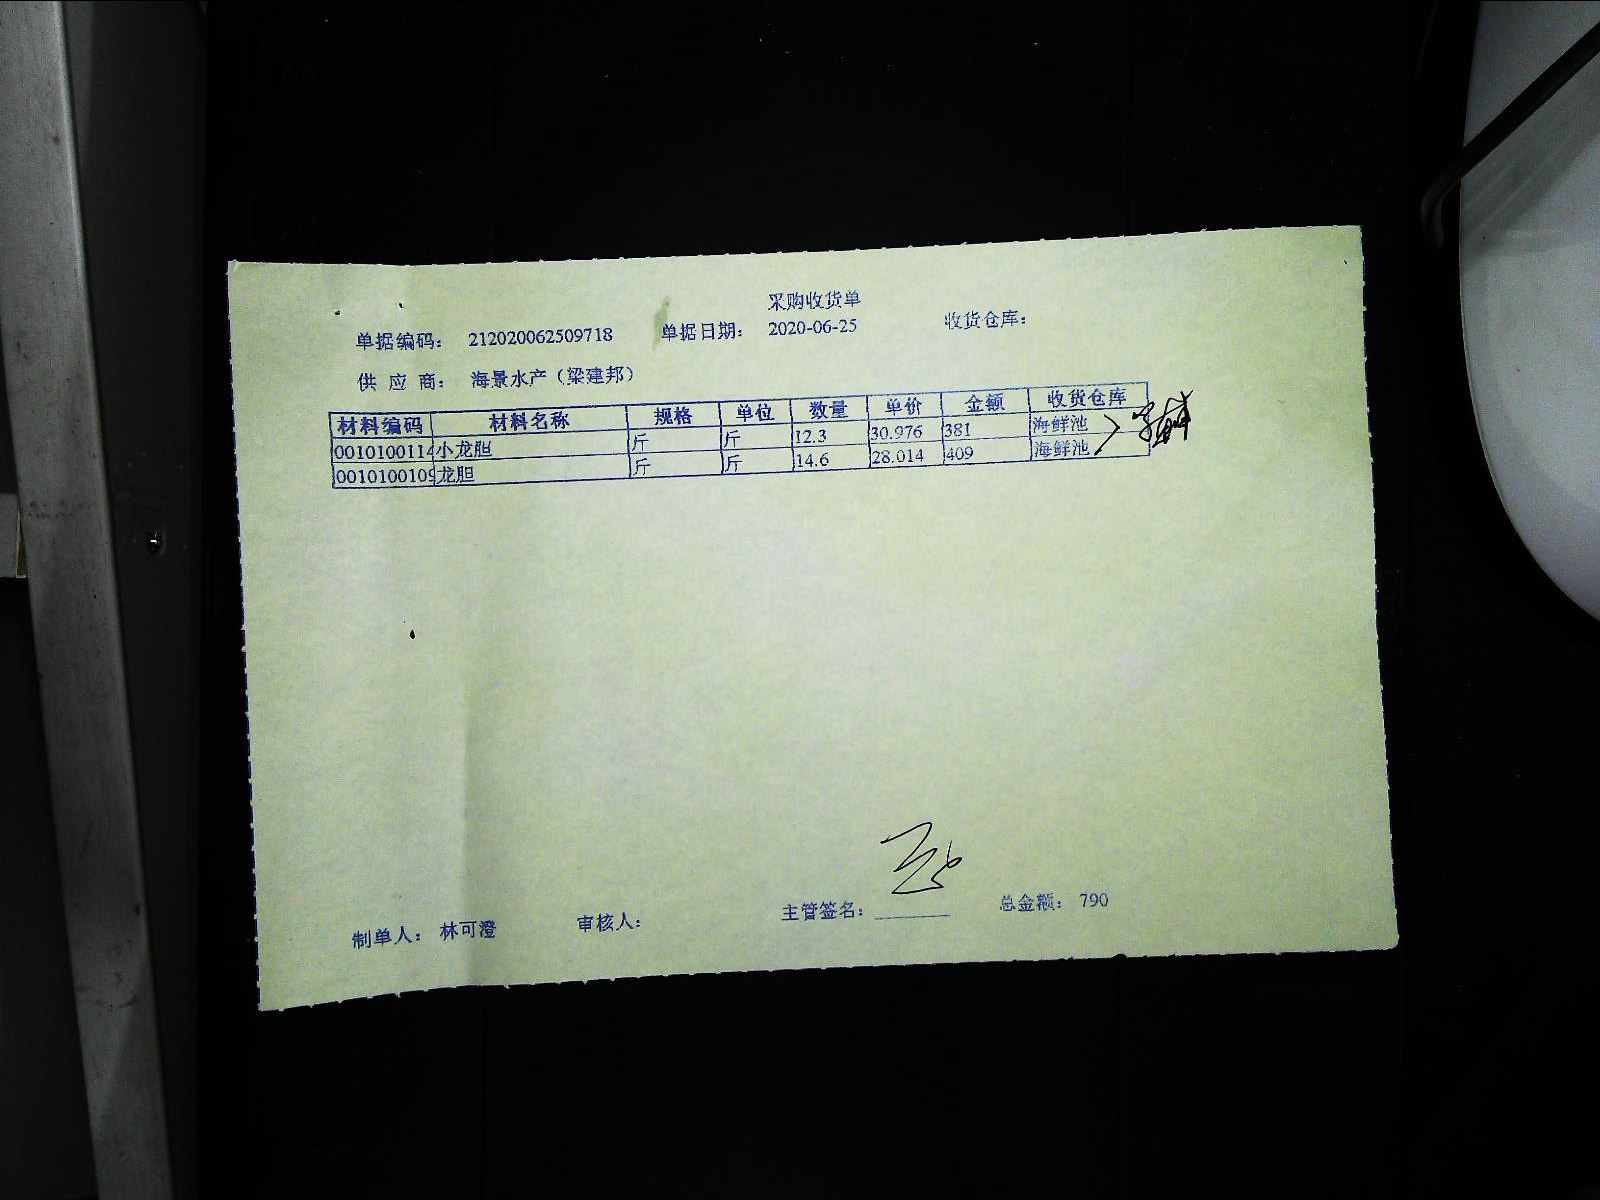 采购收货单
单据编码： 212020062509718 单据日期： 2020-06-25 收货仓库：
供 应 商： 海景水产（梁建邦）
材料编码 材料名称 规格 单位 数量 单价 金额 收货仓库
0010100114 小龙胆 斤 斤 12.3 30.976 381 海鲜池
0010100109 龙胆 斤 斤 14.6 28.014 409 海鲜池
制单人： 林可澄 审核人： 主管签名： 总金额： 790